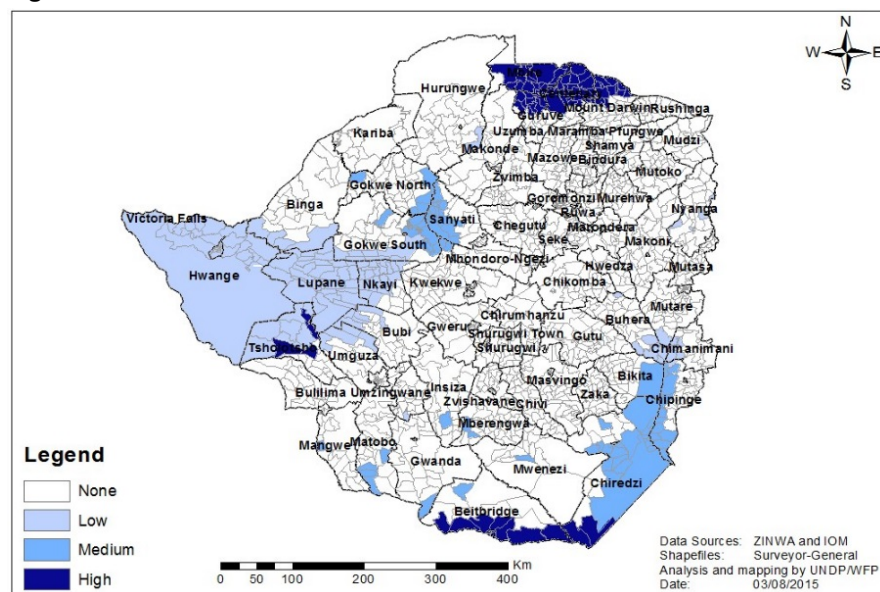 N
W E
S
Hurungwe
Guruve
Mount Darwin
Rushinga
Kariba
Makonde
Uzumba Maramba Pfungwe
Shamva
Mudzi
Mazowe
Bindura
Zvimba
Mutoko
Gokwe North
Binga
Goromonzi
Murehwa
Nyanga
Victoria Falls
Sanyati
Chegutu
Ruwa
Marondera
Seke
Makoni
Gokwe South
Hwange
Mhondoro-Ngezi
Hwedza
Mutasa
Lupane
Nkayi
Kwekwe
Chikomba
Mutare
Chirumhanzu
Buhera
Bubi
Gweru
Shurugwi Town
Gutu
Chimanimani
Tsholotsho
Umguza
Shurugwi
Bikita
Masvingo
Bulilima
Umzingwane
Insiza
Zvishavane
Chivi
Zaka
Chipinge
Mberengwa
Mangwe
Matobo
Gwanda
Mwenezi
Chiredzi
Beitbridge
Legend
None
Low
Medium
High
Km
0 25 50 100 200 300 400
Data Sources: ZINWA and IOM
Shapefiles: Surveyor-General
Analysis and mapping by UNDP/WFP
Date: 03/08/2015